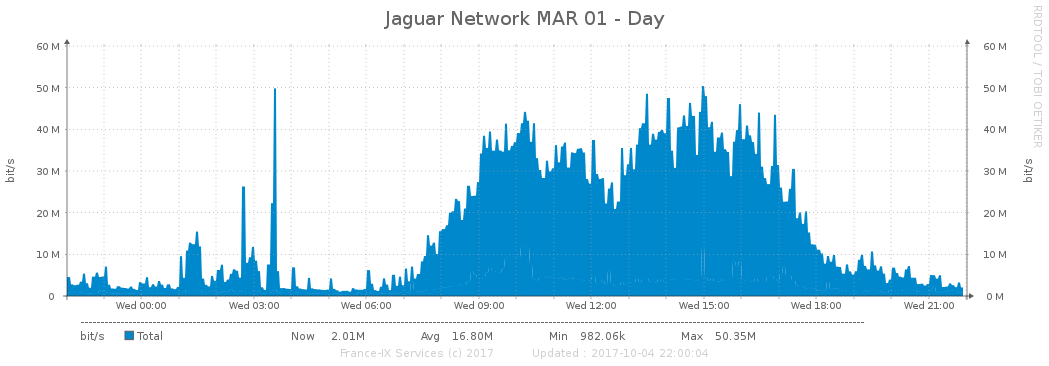 Jaguar Network MAR 01 - Day
RRDTOOL / TOBI OETIKER
60 M 60 M
50 M 50 M
40 M 40 M
30 M 30 M
20 M 20 M
10 M 10 M
0 0 M
bit/s bit/s
Wed 00:00 Wed 03:00 Wed 06:00 Wed 09:00 Wed 12:00 Wed 15:00 Wed 18:00 Wed 21:00
bit/s Total Now 2.01M Avg 16.80M Min 982.06k Max 50.35M
France-IX Services (c) 2017 Updated : 2017-10-04 22:00:04